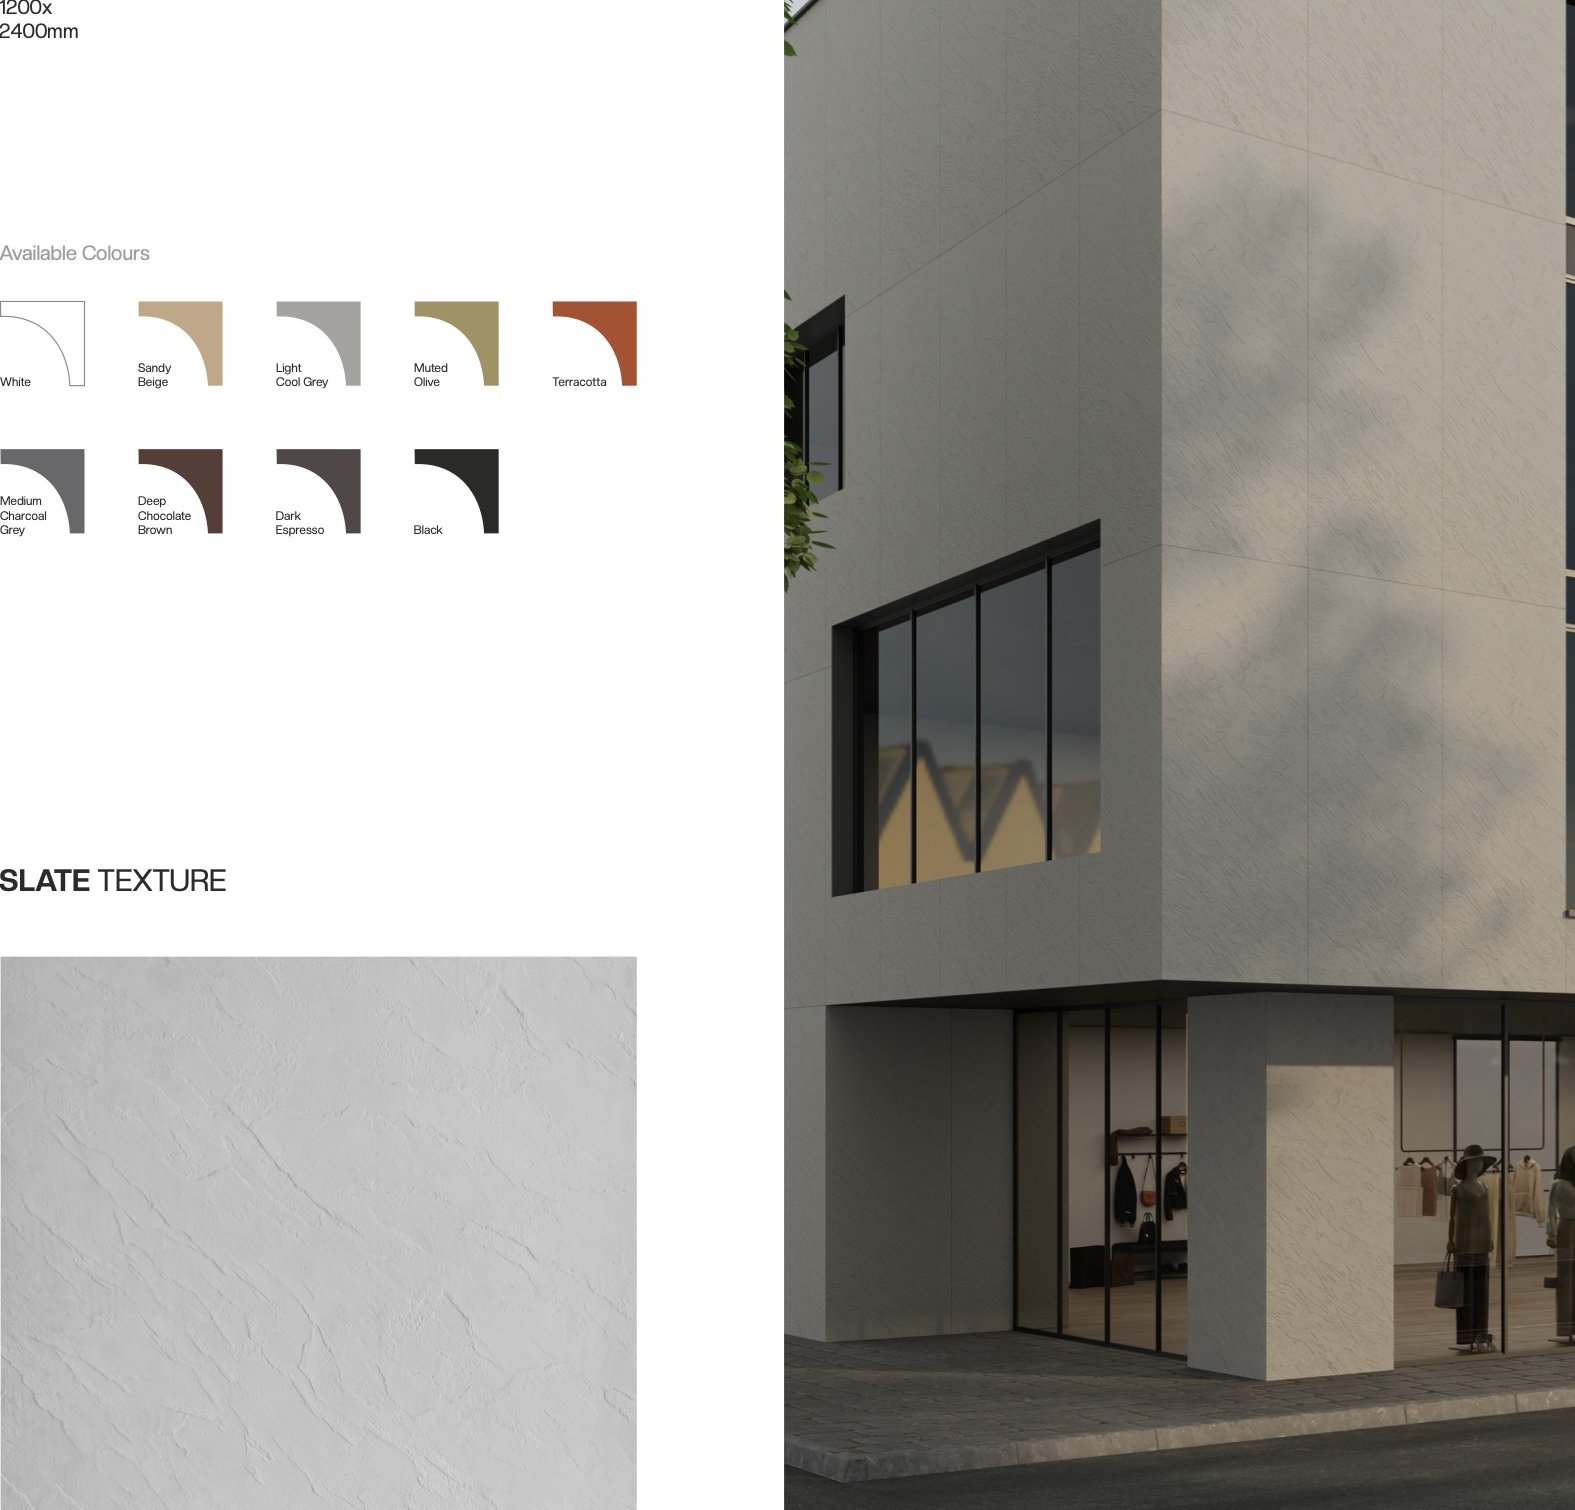 1200x
2400mm
Available Colours
White
Sandy
Beige
Light
Cool Grey
Muted
Olive
Terracotta
Medium
Charcoal
Grey
Deep
Chocolate
Brown
Dark
Espresso
Black
SLATE TEXTURE